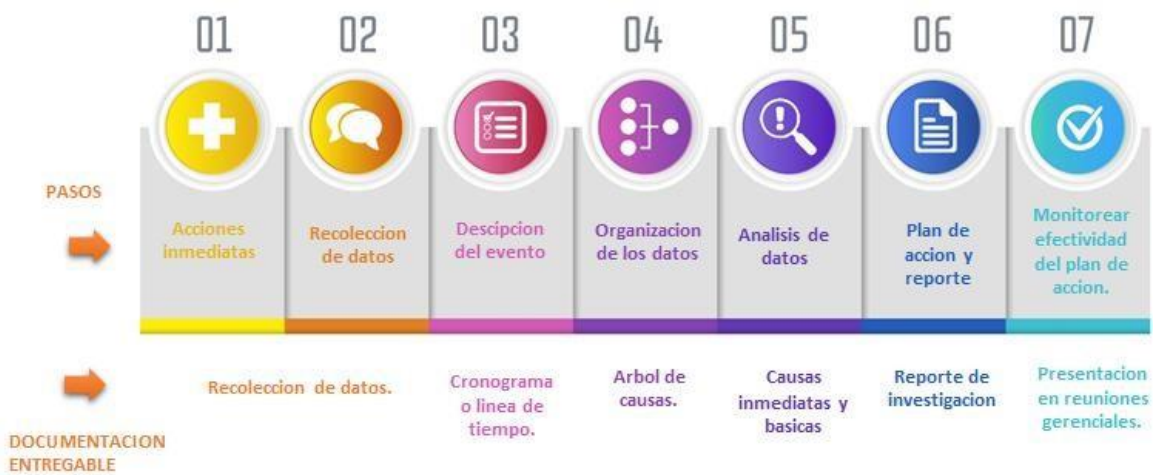 01 02 03 04 05 06 07
PASOS
Acciones
inmediatas
Recoleccion
de datos
Descipcion
del evento
Organizacion
de los datos
Analisis de
datos
Plan de
accion y
reporte
Monitorear
efectividad
del plan de
accion.
DOCUMENTACION
ENTREGABLE
Recoleccion de datos.
Cronograma
o linea de
tiempo.
Arbol de
causas.
Causas
inmediatas y
basicas
Reporte de
investigacion
Presentacion
en reuniones
gerenciales.